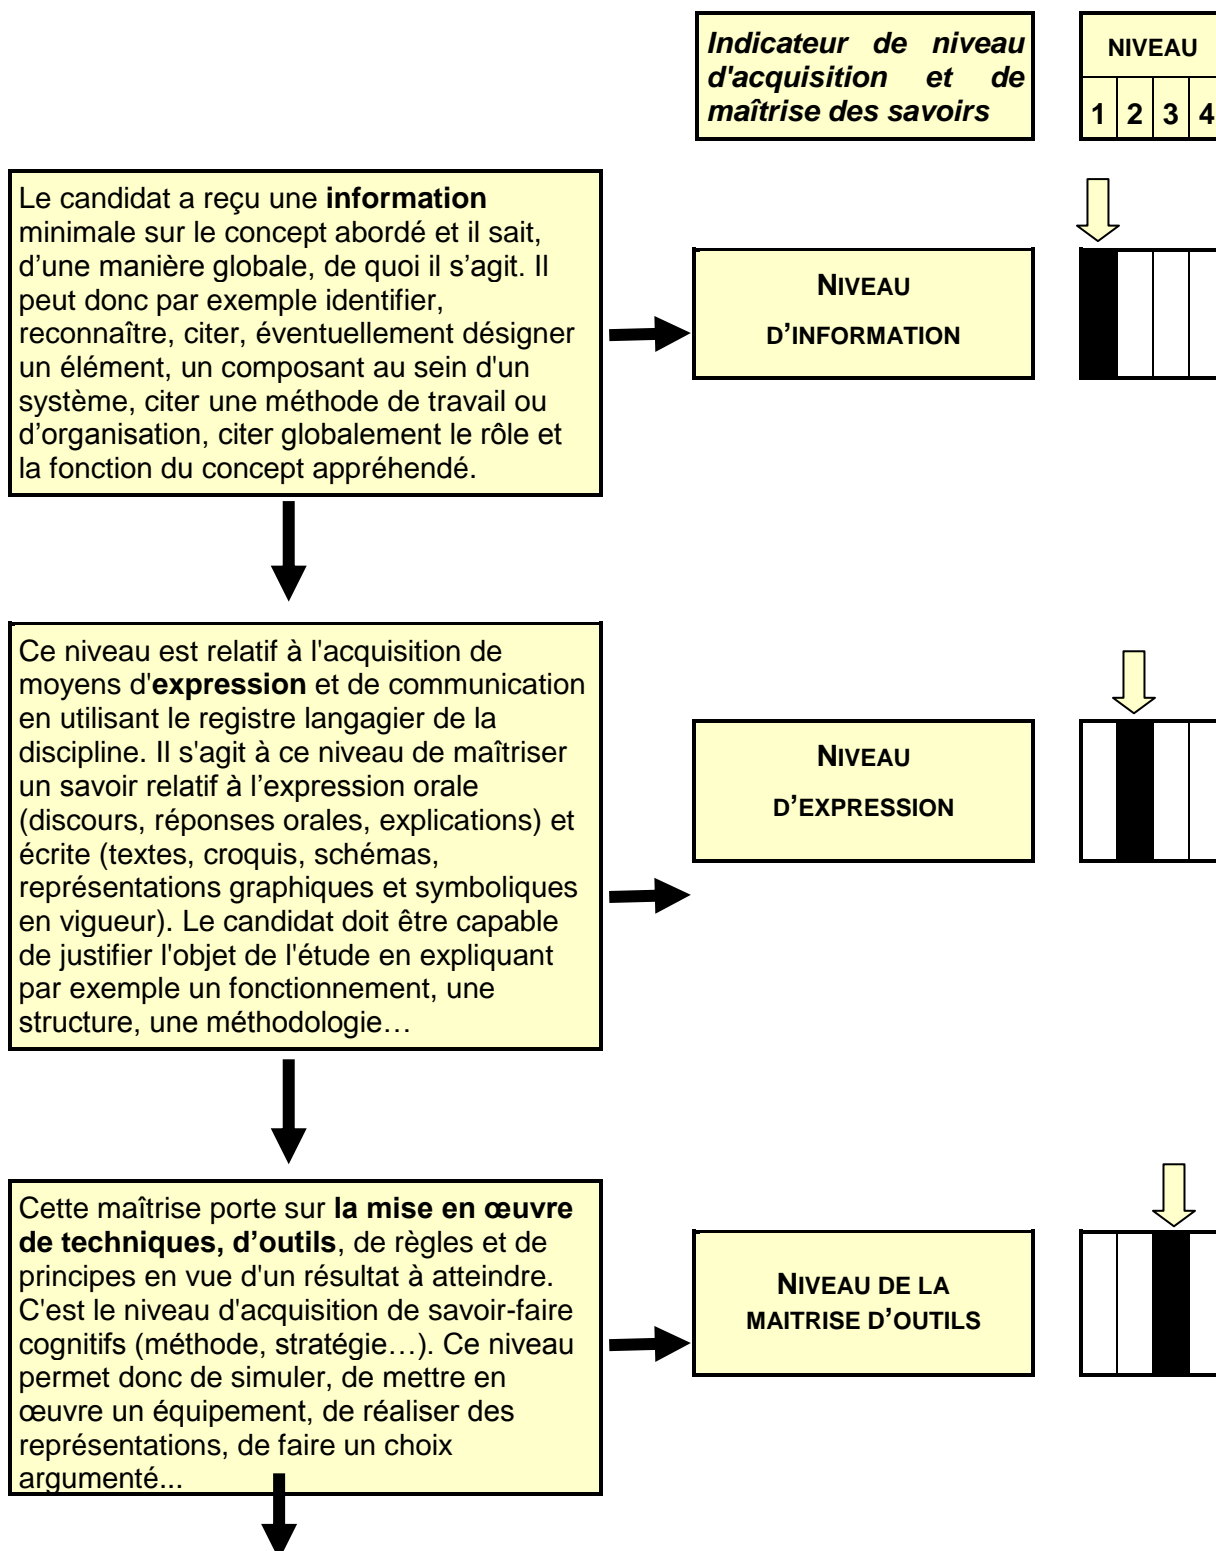 Indicateur de niveau
d'acquisition et de
maîtrise des savoirs
NIVEAU
1 2 3 4
Le candidat a reçu une information
minimale sur le concept abordé et il sait,
d’une manière globale, de quoi il s’agit. Il
peut donc par exemple identifier,
reconnaître, citer, éventuellement désigner
un élément, un composant au sein d'un
système, citer une méthode de travail ou
d’organisation, citer globalement le rôle et
la fonction du concept appréhendé.
NIVEAU
D’INFORMATION
Ce niveau est relatif à l'acquisition de
moyens d'expression et de communication
en utilisant le registre langagier de la
discipline. Il s'agit à ce niveau de maîtriser
un savoir relatif à l’expression orale
(discours, réponses orales, explications) et
écrite (textes, croquis, schémas,
représentations graphiques et symboliques
en vigueur). Le candidat doit être capable
de justifier l'objet de l'étude en expliquant
par exemple un fonctionnement, une
structure, une méthodologie…
NIVEAU
D’EXPRESSION
Cette maîtrise porte sur la mise en œuvre
de techniques, d’outils, de règles et de
principes en vue d'un résultat à atteindre.
C'est le niveau d'acquisition de savoir-faire
cognitifs (méthode, stratégie…). Ce niveau
permet donc de simuler, de mettre en
œuvre un équipement, de réaliser des
représentations, de faire un choix
argumenté...
NIVEAU DE LA
MAITRISE D’OUTILS